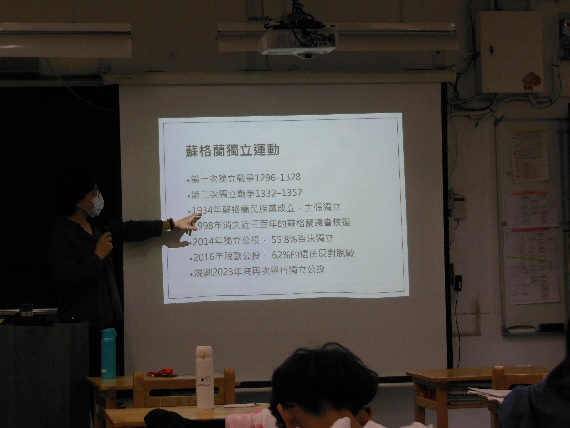 蘇格蘭獨立運動
•第一次獨立戰爭1296-1328
•第二次獨立戰爭1332–1357
•1934年蘇格蘭民族黨成立,主張獨立
1998年消失近三百年的蘇格蘭議會恢復
•2014年獨立公投,55.8%否決獨立
•2016年脫歐公投,62%的選民反對脫歐
•規劃2023年底再次舉行獨立公投